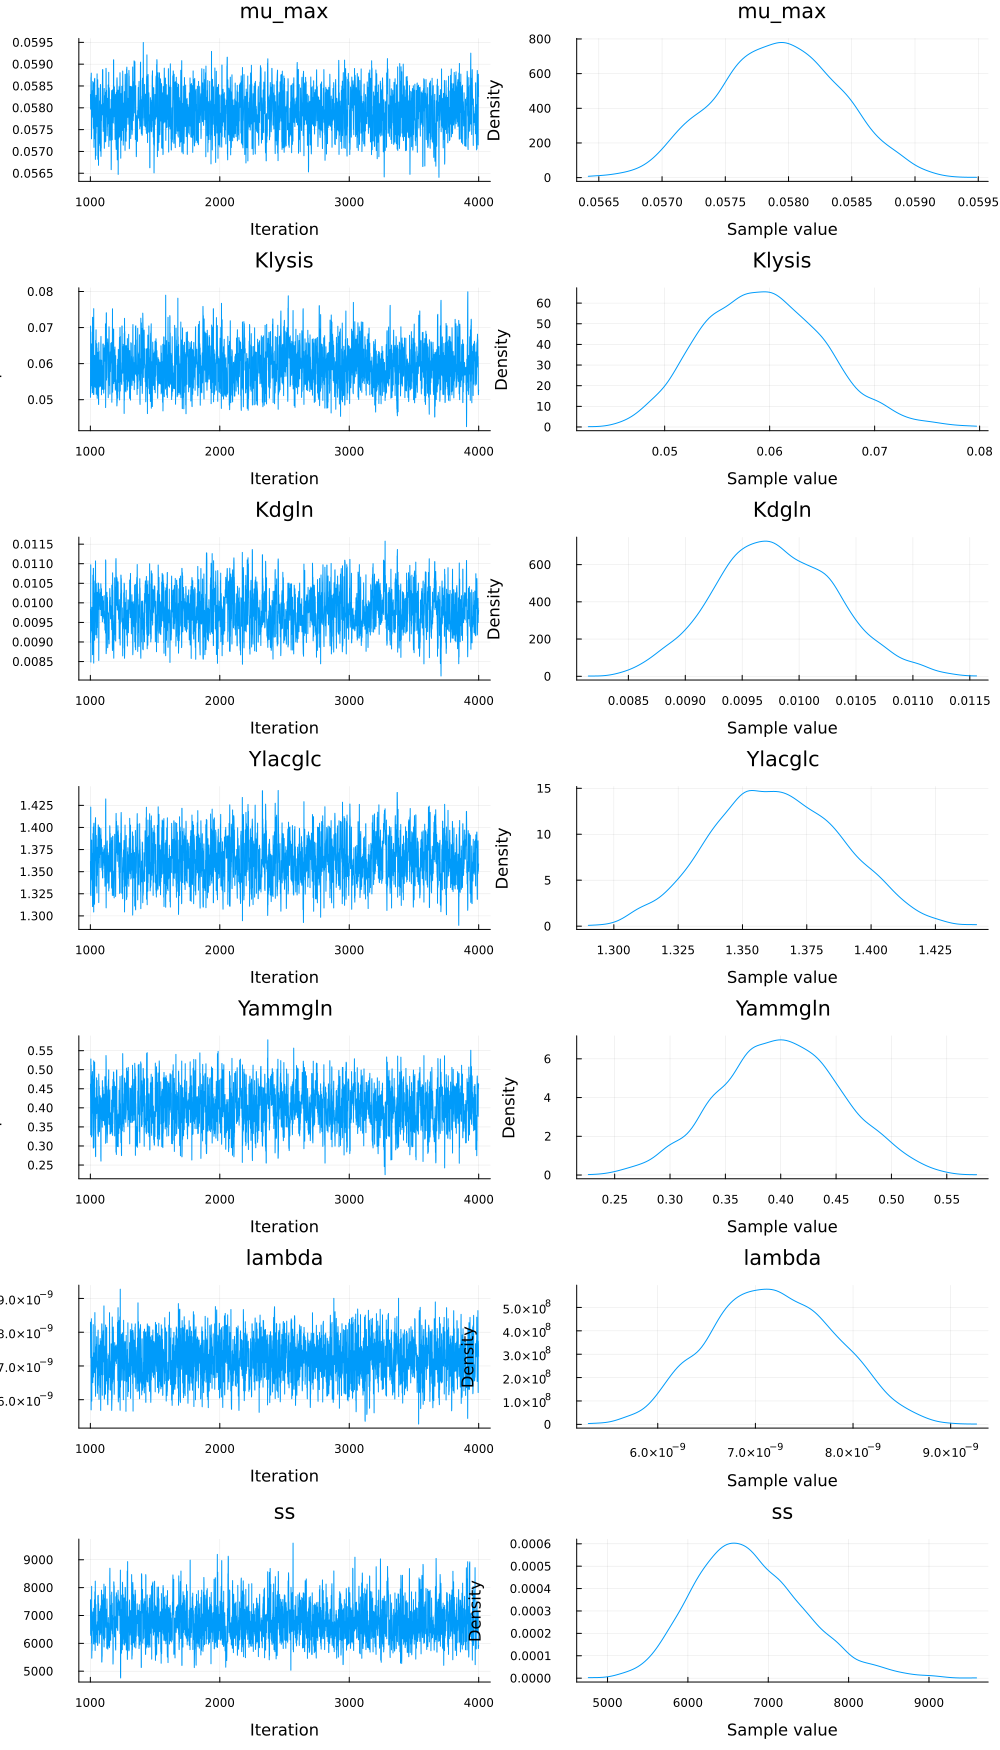 mu_max mu_max
0.0595
0.0590
0.0585
0.0580
0.0575
0.0570
0.0565
1000 2000 3000 4000
Iteration
Density
800
600
400
200
0
0.0565 0.0570 0.0575 0.0580 0.0585 0.0590 0.0595
Sample value
Klysis Klysis
0.08
0.07
0.06
0.05
1000 2000 3000 4000
Iteration
Density
60
50
40
30
20
10
0
0.05 0.06 0.07 0.08
Sample value
Kdgln Kdgln
0.0115
0.0110
0.0105
0.0100
0.0095
0.0090
0.0085
1000 2000 3000 4000
Iteration
Density
600
400
200
0
0.0085 0.0090 0.0095 0.0100 0.0105 0.0110 0.0115
Sample value
Ylacglc Ylacglc
1.425
1.400
1.375
1.350
1.325
1.300
1000 2000 3000 4000
Iteration
Density
15
10
5
0
1.300 1.325 1.350 1.375 1.400 1.425
Sample value
Yammgln Yammgln
0.55
0.50
0.45
0.40
0.35
0.30
0.25
1000 2000 3000 4000
Iteration
Density
6
4
2
0
0.25 0.30 0.35 0.40 0.45 0.50 0.55
Sample value
lambda lambda
9.0×10⁻⁹
8.0×10⁻⁹
7.0×10⁻⁹
1000 2000 3000 4000
Iteration
Density
5.0×10⁸
4.0×10⁸
3.0×10⁸
2.0×10⁸
1.0×10⁸
0
6.0×10⁻⁹ 7.0×10⁻⁹ 8.0×10⁻⁹ 9.0×10⁻⁹
Sample value
ss ss
9000
8000
7000
6000
5000
1000 2000 3000 4000
Iteration
Density
0.0006
0.0005
0.0004
0.0003
0.0002
0.0001
0.0000
5000 6000 7000 8000 9000
Sample value